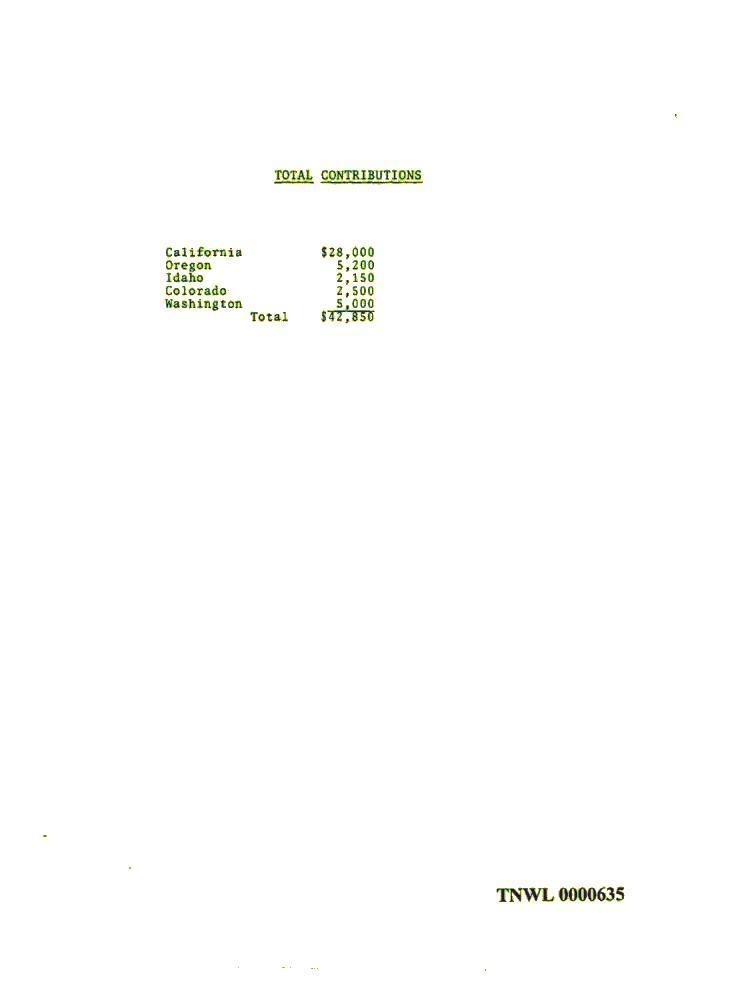 TOTAL CONTRIBUTIONS
California $28,000
Oregon 5,200
Idaho 2,150
Colorado 2,500
Washington 5,000
Total $42,850
TNWL 0000635